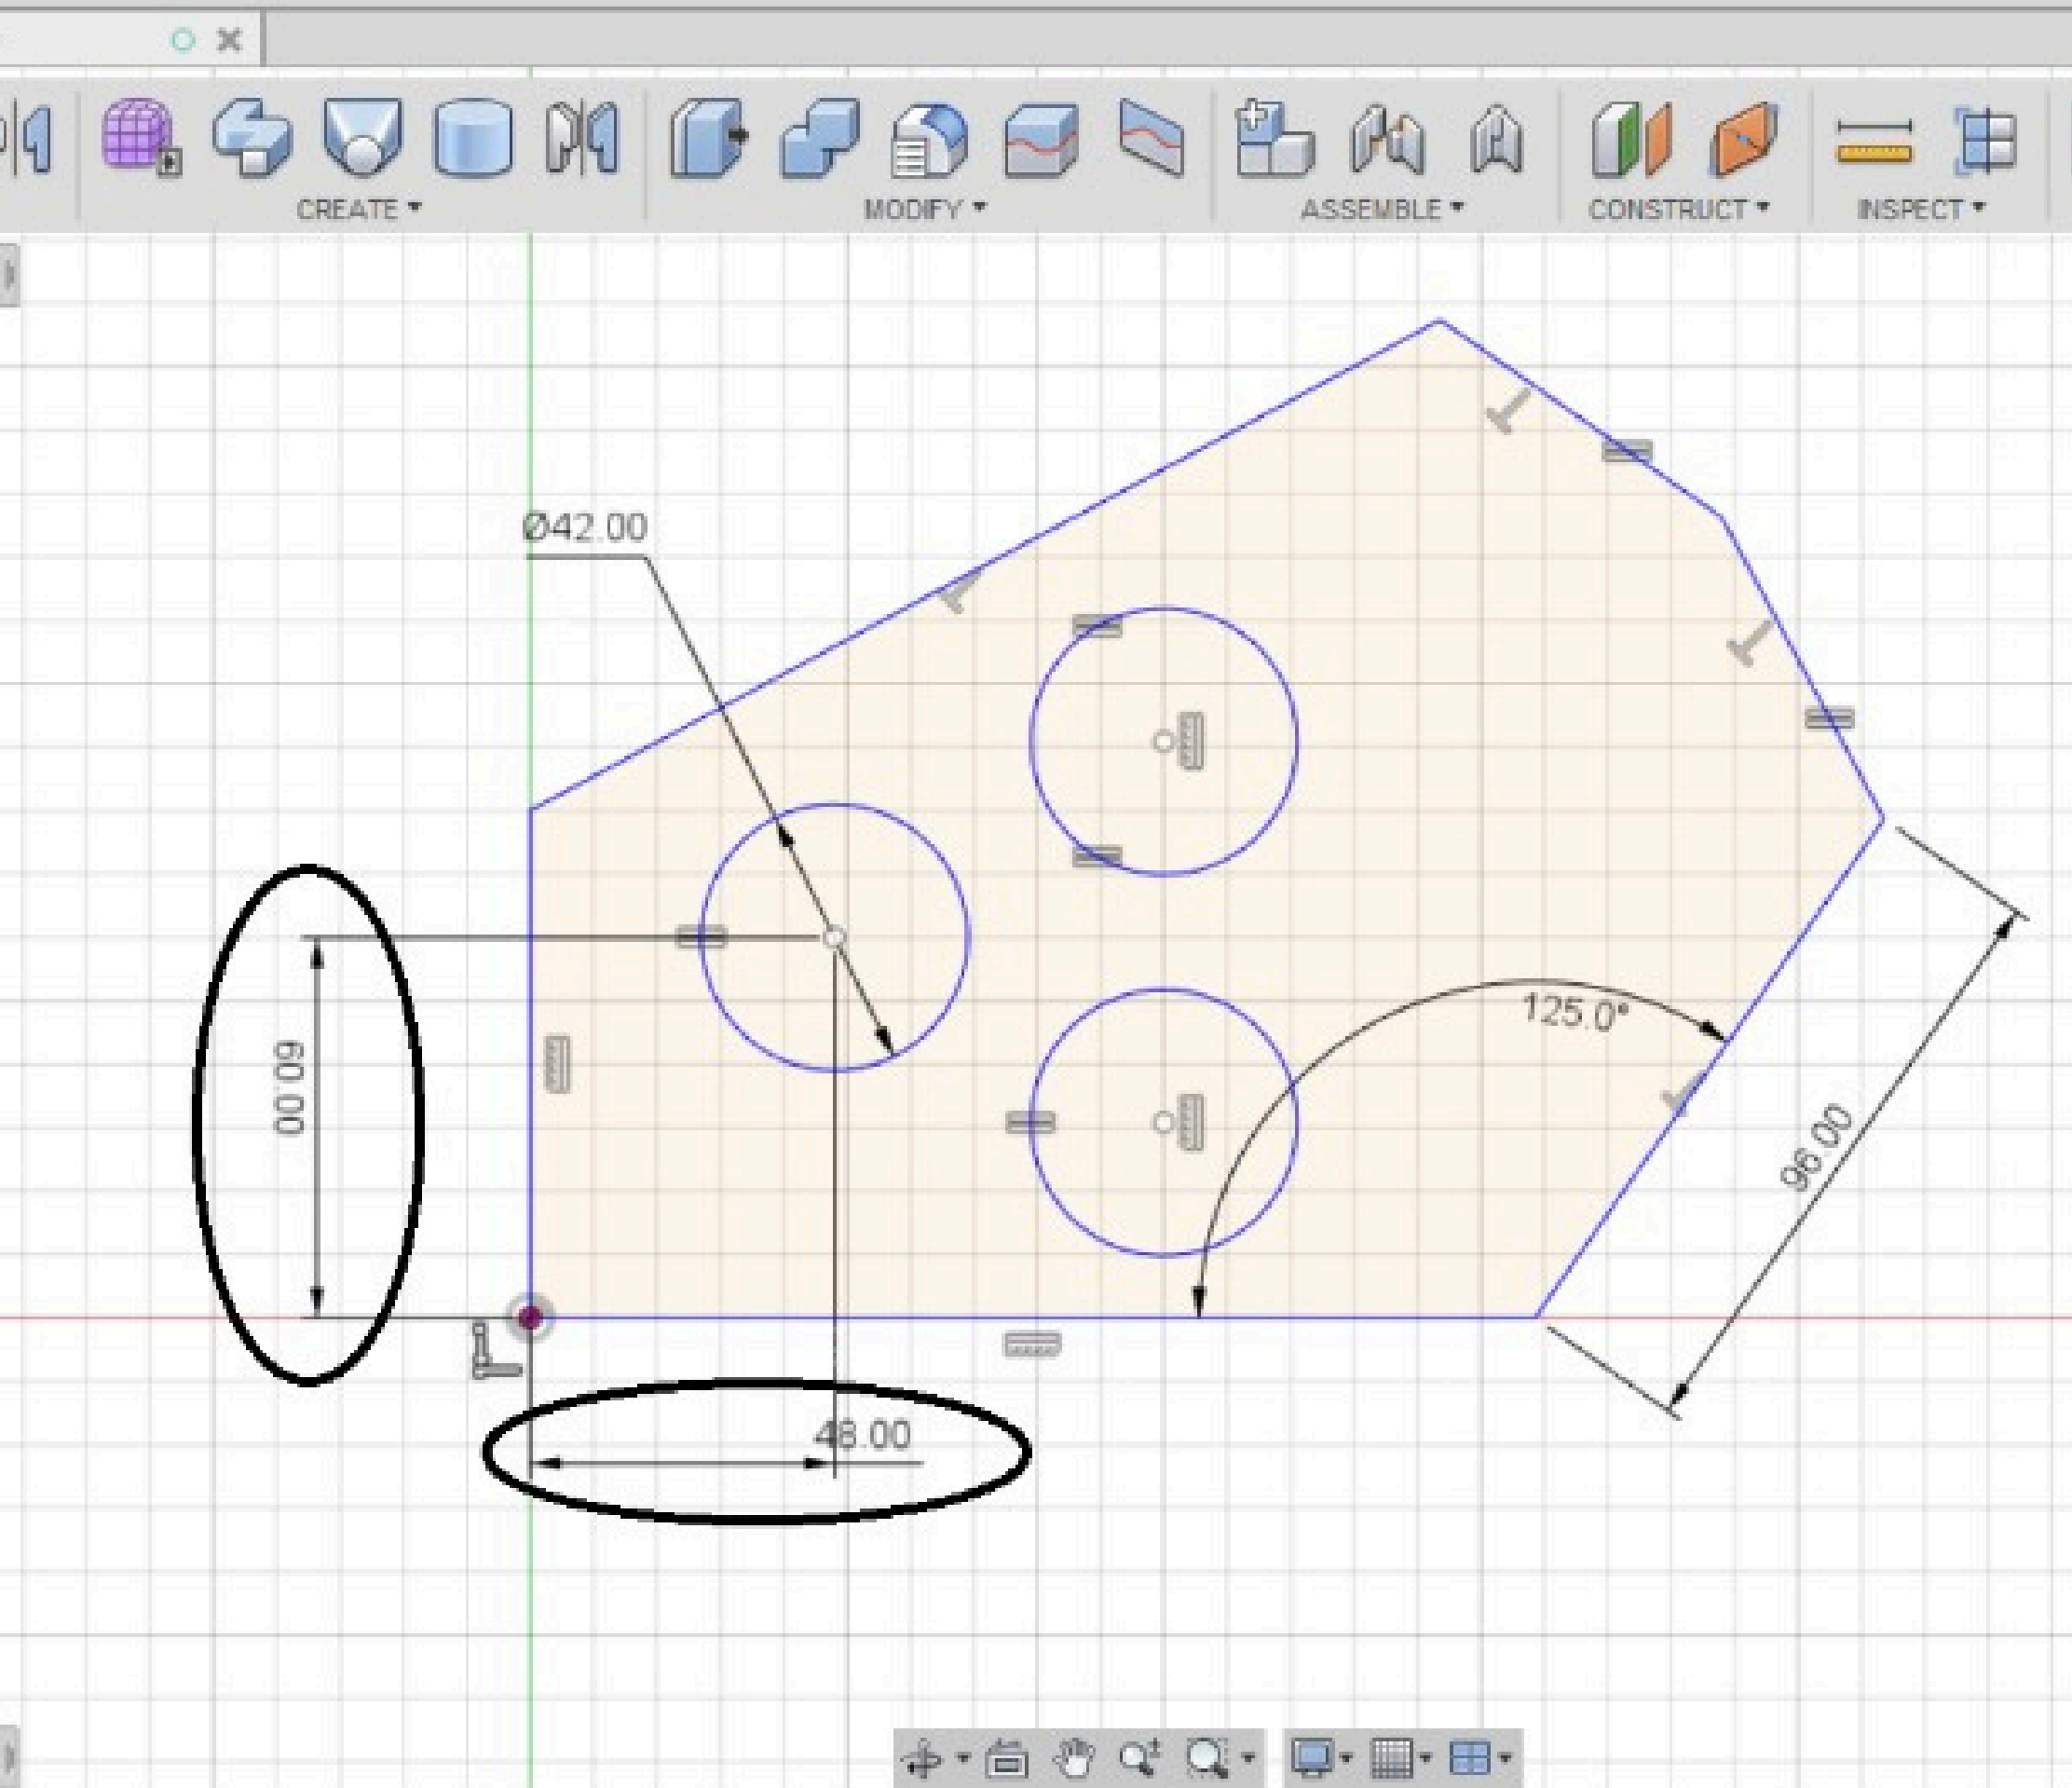 CREATE
MODIFY
ASSEMBLE
CONSTRUCT
INSPECT
Ø42.00
125.0°
60.00
96.00
48.00